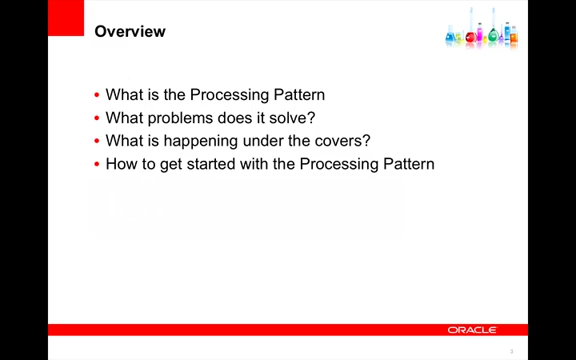 Overview
• What is the Processing Pattern
• What problems does it solve?
• What is happening under the covers?
• How to get started with the Processing Pattern
ORACLE
3